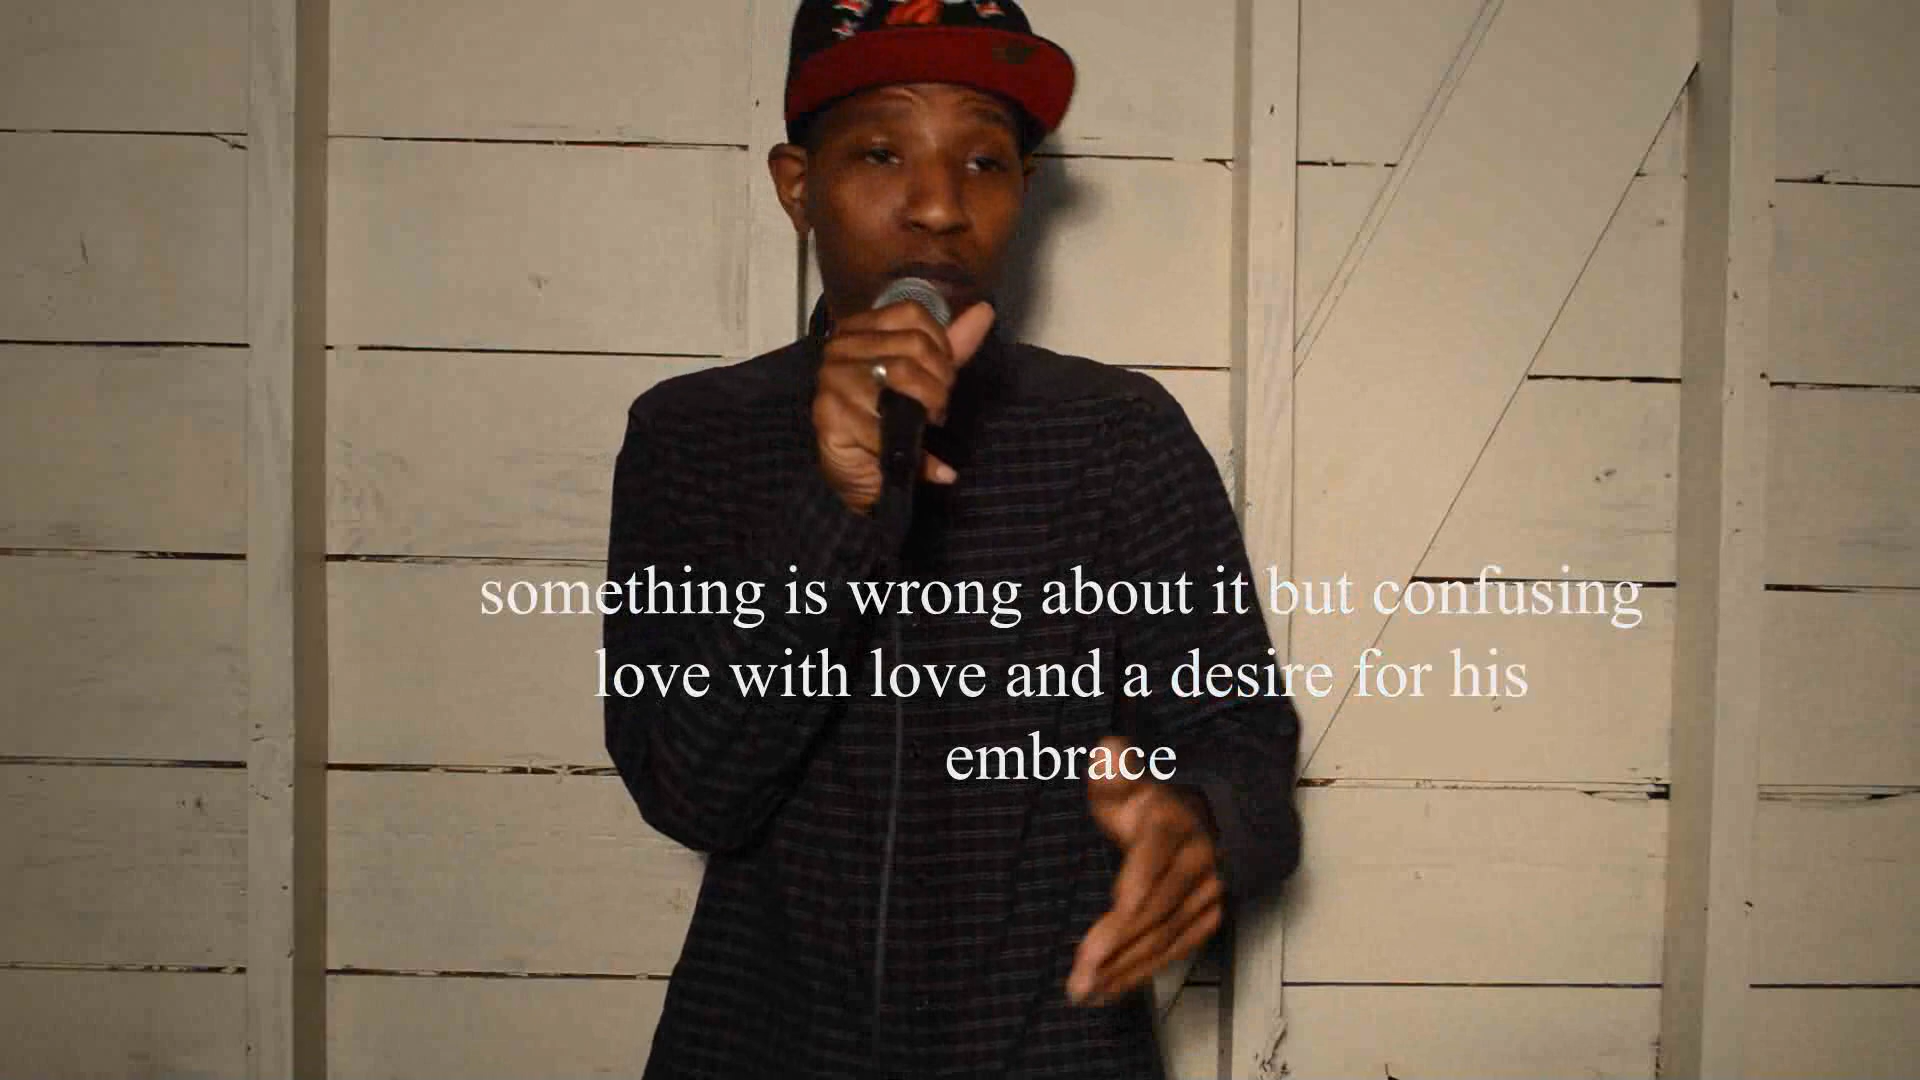 something is wrong about it but confusing
love with love and a desire for his
embrace